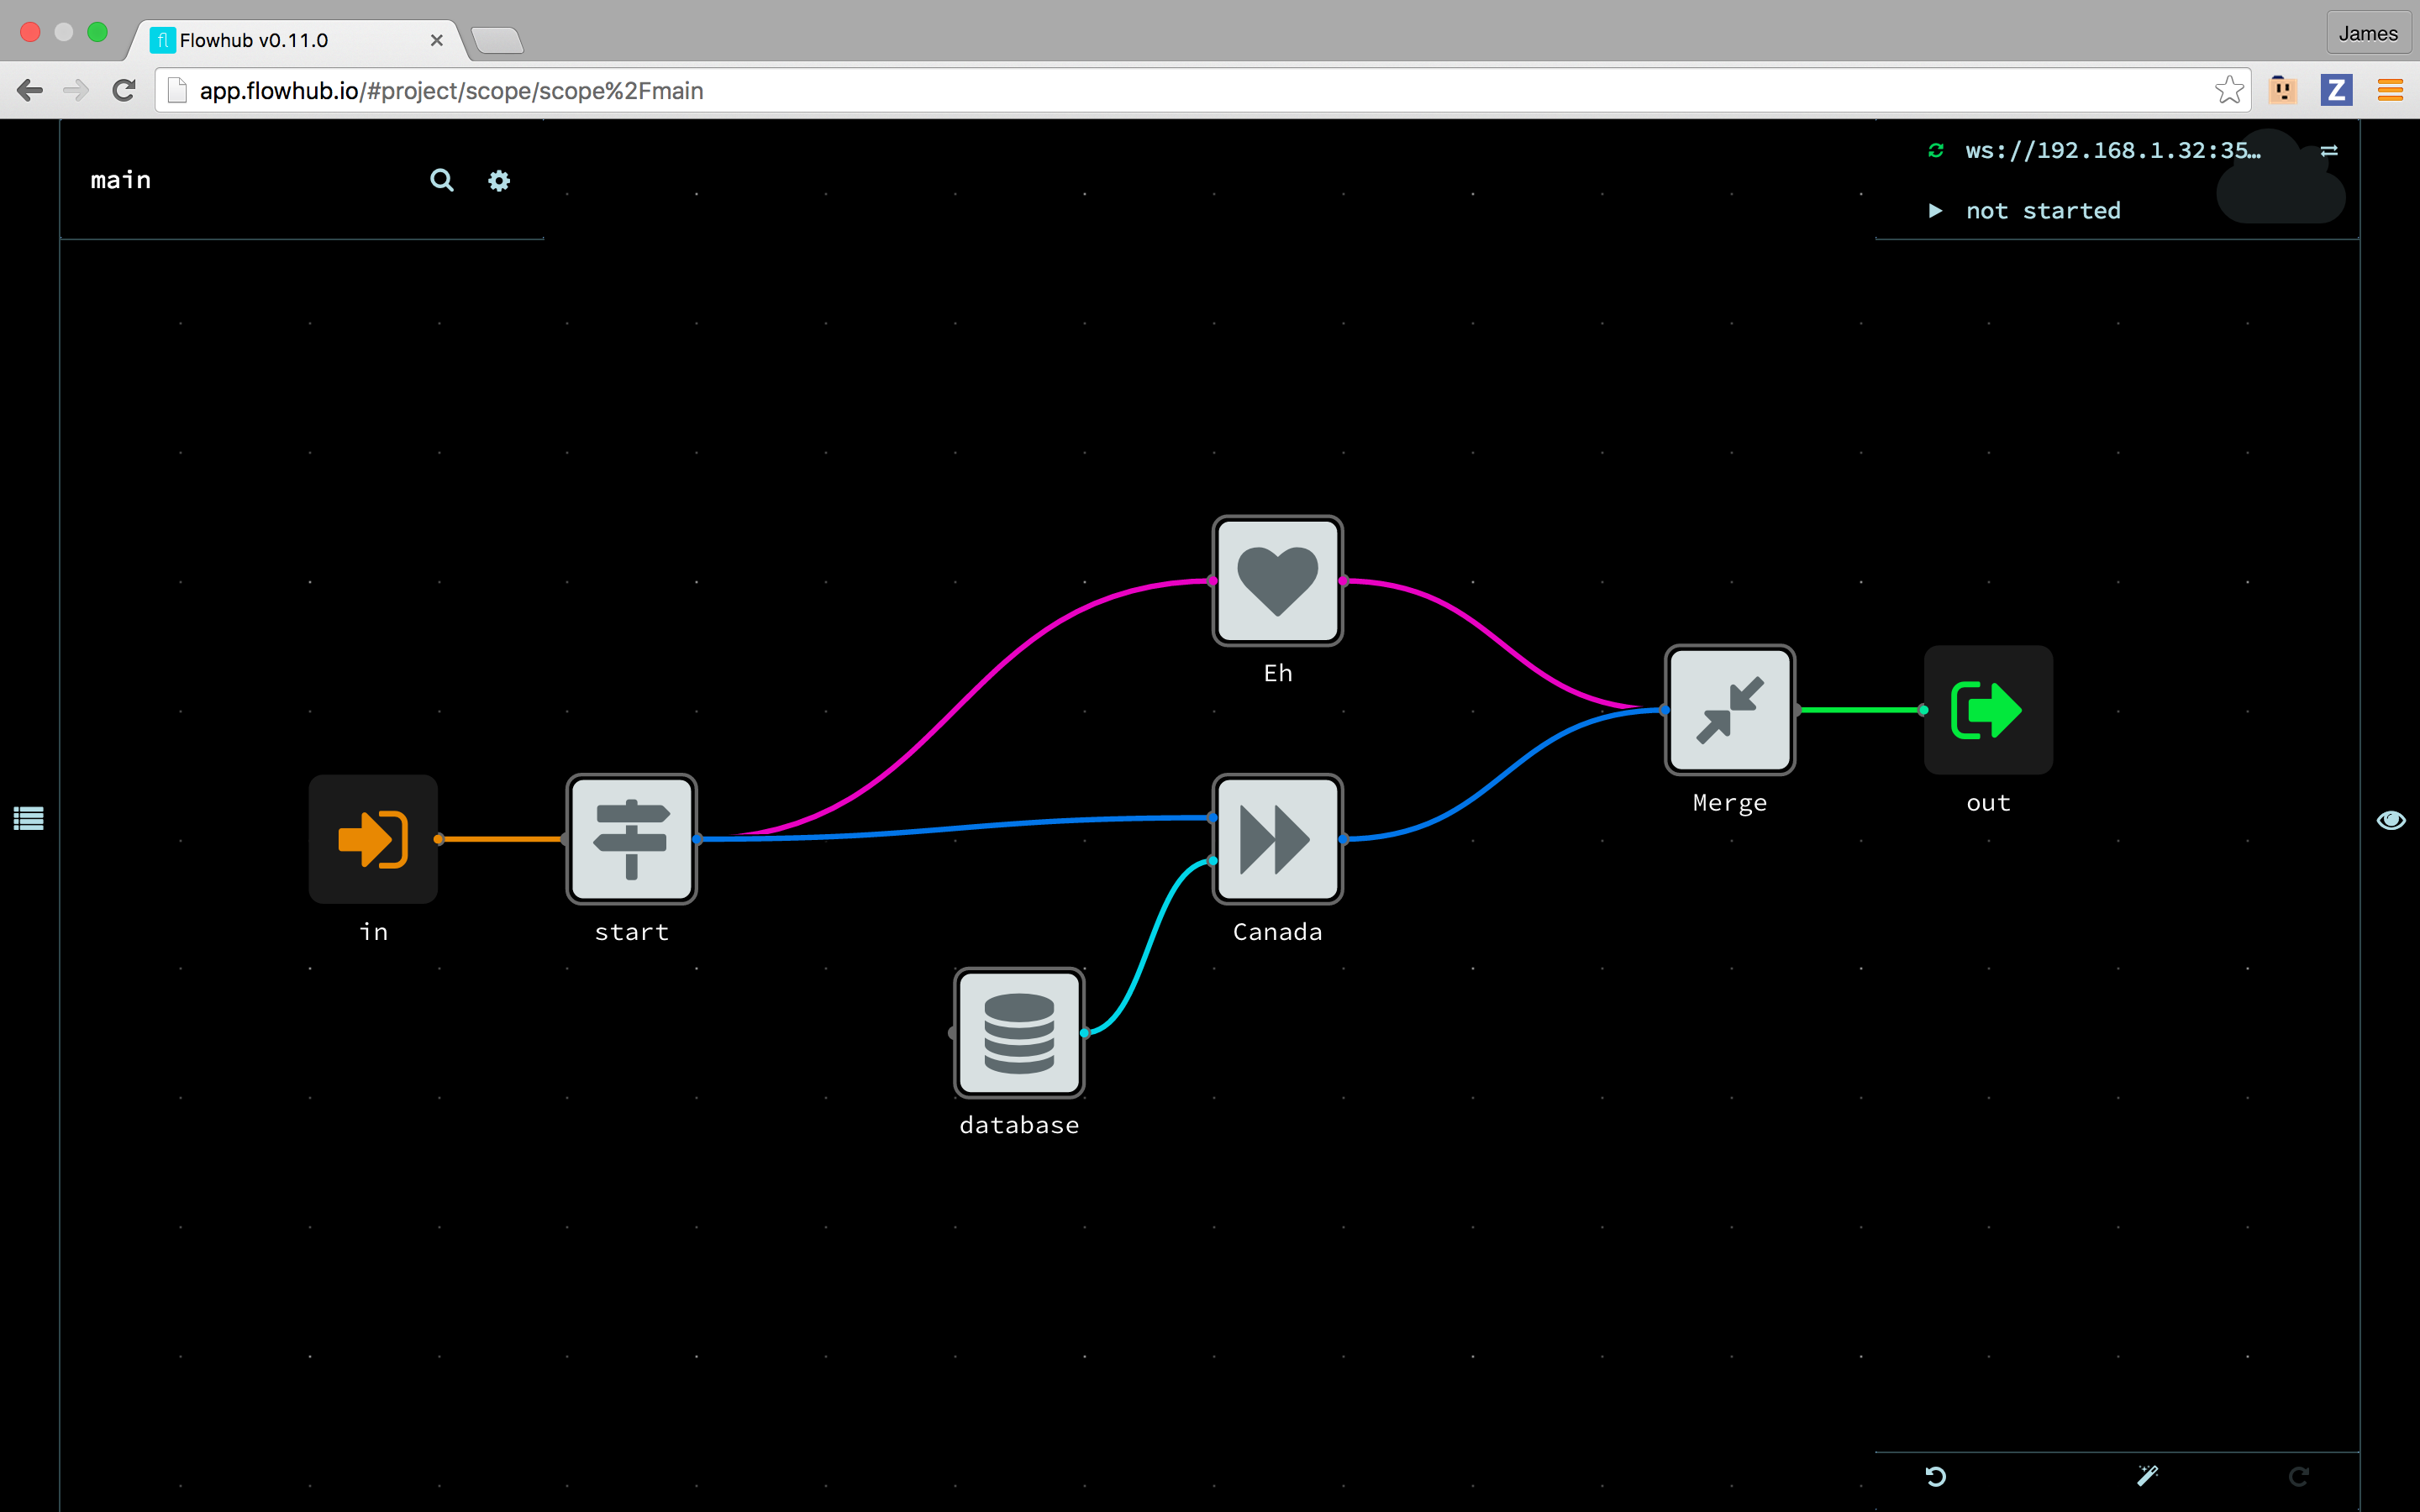 fl Flowhub v0.11.0
James
app.flowhub.io/#project/scope/scope%2Fmain
Z
main
ws://192.168.1.32:35…
not started
Eh
Merge
out
in
start
Canada
database